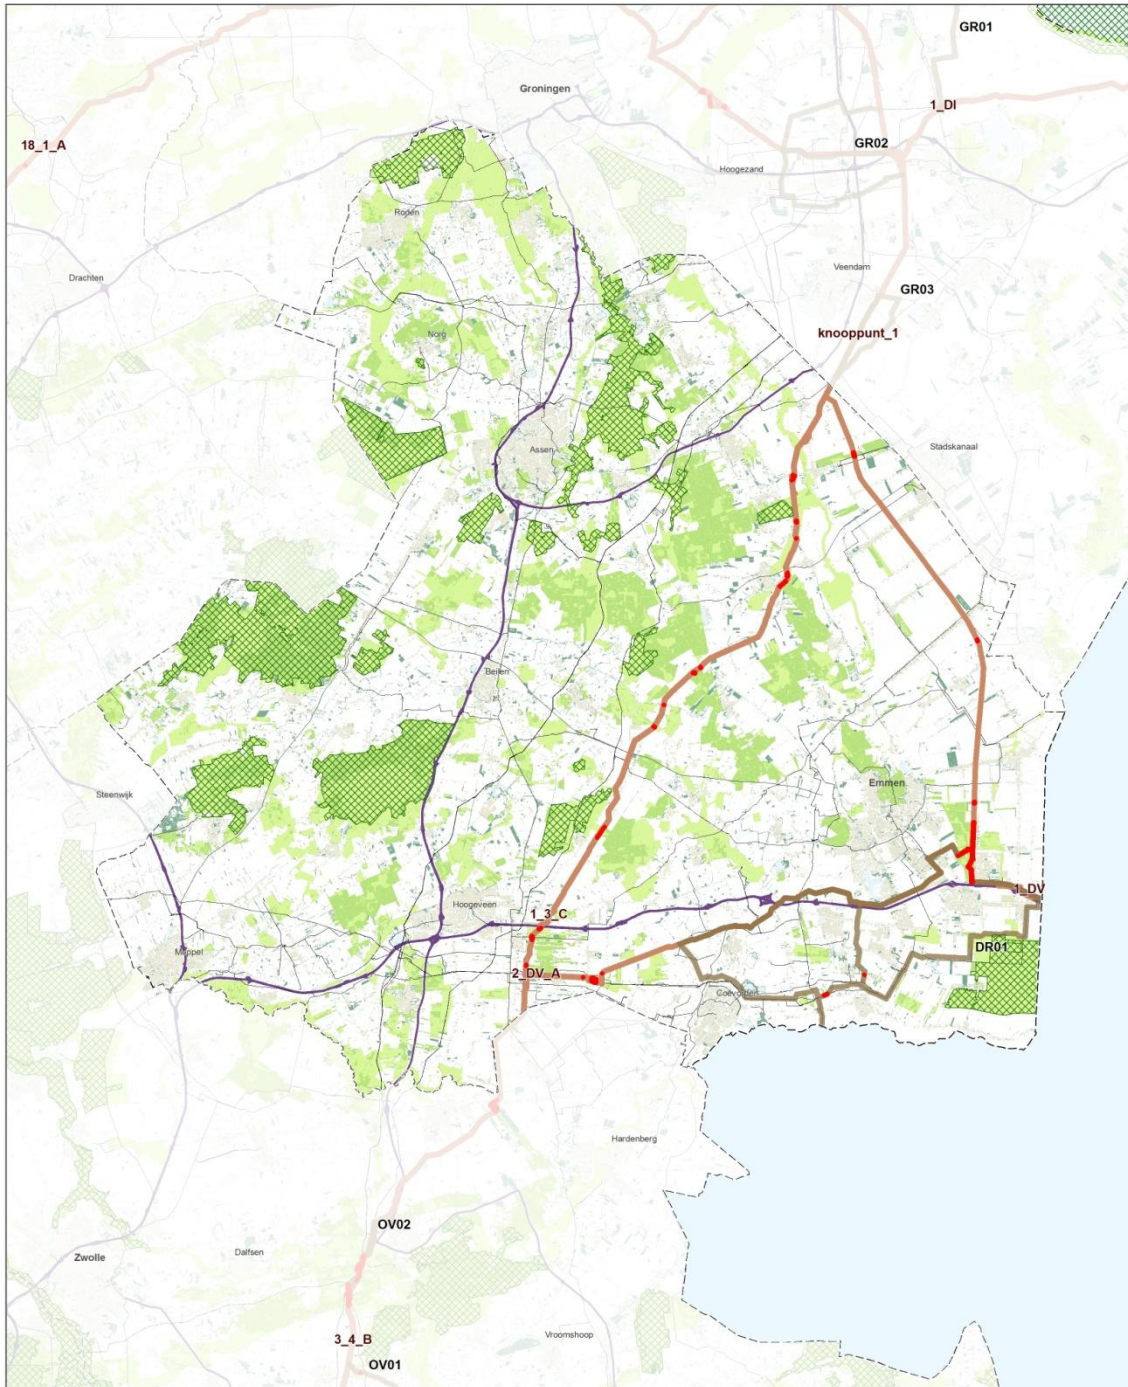 GR01
Groningen
1_DI
18_1_A
GR02
Hoogezand
Roden
Drachten
Veendam
GR03
Norg
knooppunt_1
Assen
Stadskanaal
Beilen
Emmen
Steenwijk
1_DV
Hoogeveen
1_3_C
DR01
Meppel
2_DV_A
Coevorden
Hardenberg
OV02
Dalfsen
Zwolle
Vroomshoop
3_4_B
OV01